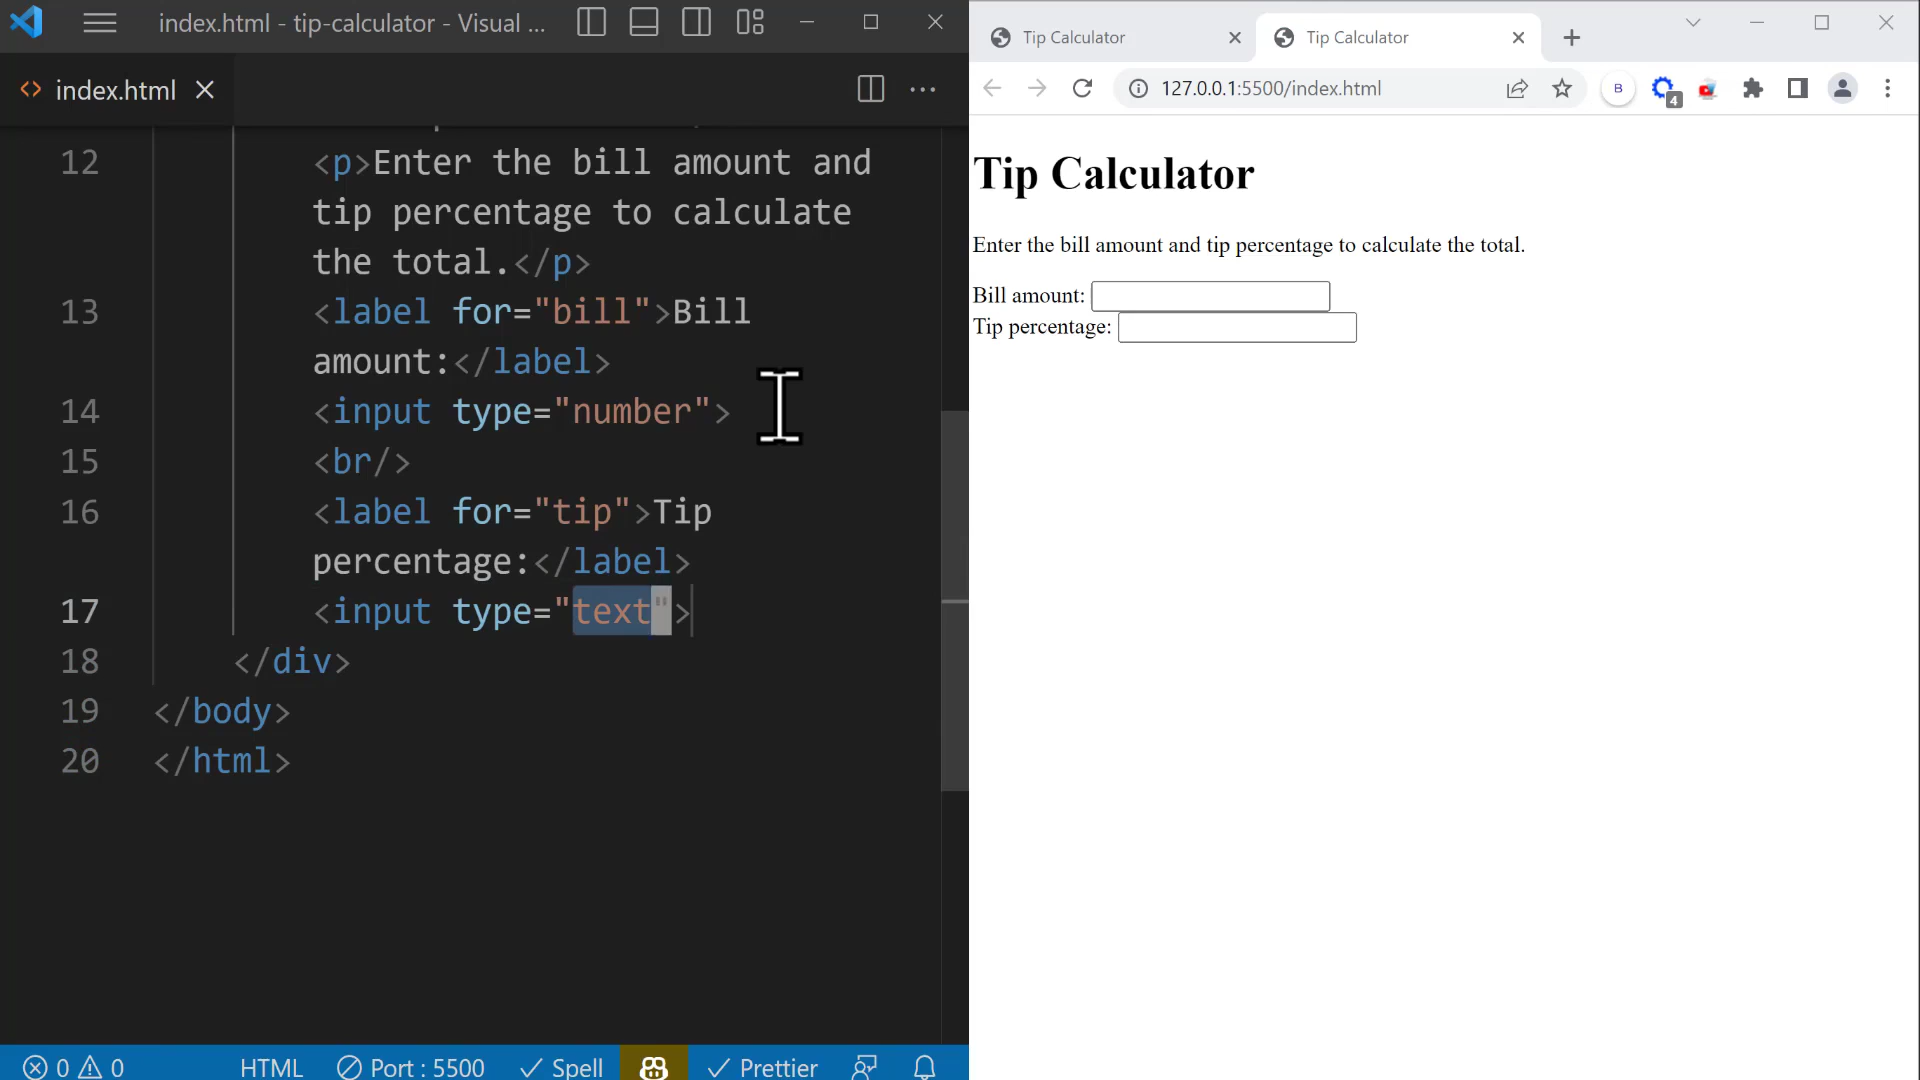 index.html - tip-calculator - Visual ...
index.html
12 <p>Enter the bill amount and
tip percentage to calculate
the total.</p>
13 <label for="bill">Bill
amount:</label>
14 <input type="number">
15 <br/>
16 <label for="tip">Tip
percentage:</label>
17 <input type="text">
18 </div>
19 </body>
20 </html>
0 0 HTML Port : 5500 Spell Prettier
Tip Calculator Tip Calculator
127.0.0.1:5500/index.html B 4
Tip Calculator
Enter the bill amount and tip percentage to calculate the total.
Bill amount:
Tip percentage: